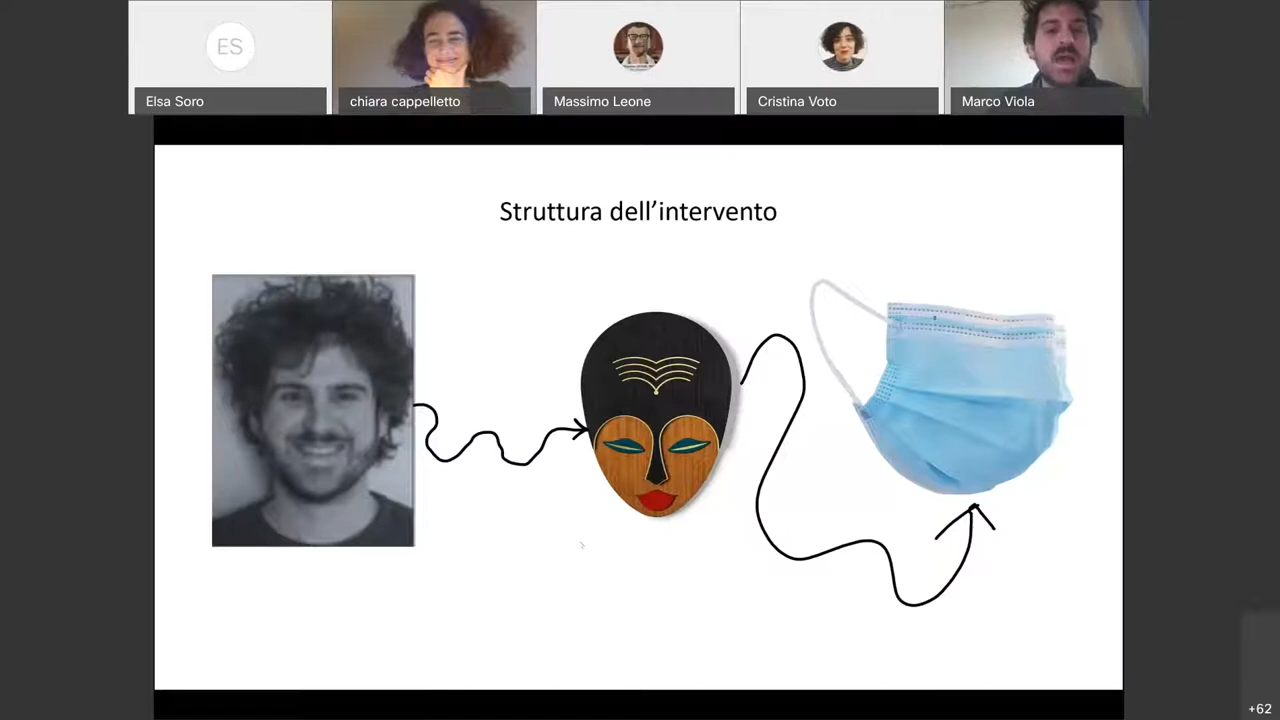 ES
Elsa Soro
chiara cappelletto
Massimo Leone
Cristina Voto
Marco Viola
Struttura dell’intervento
+62